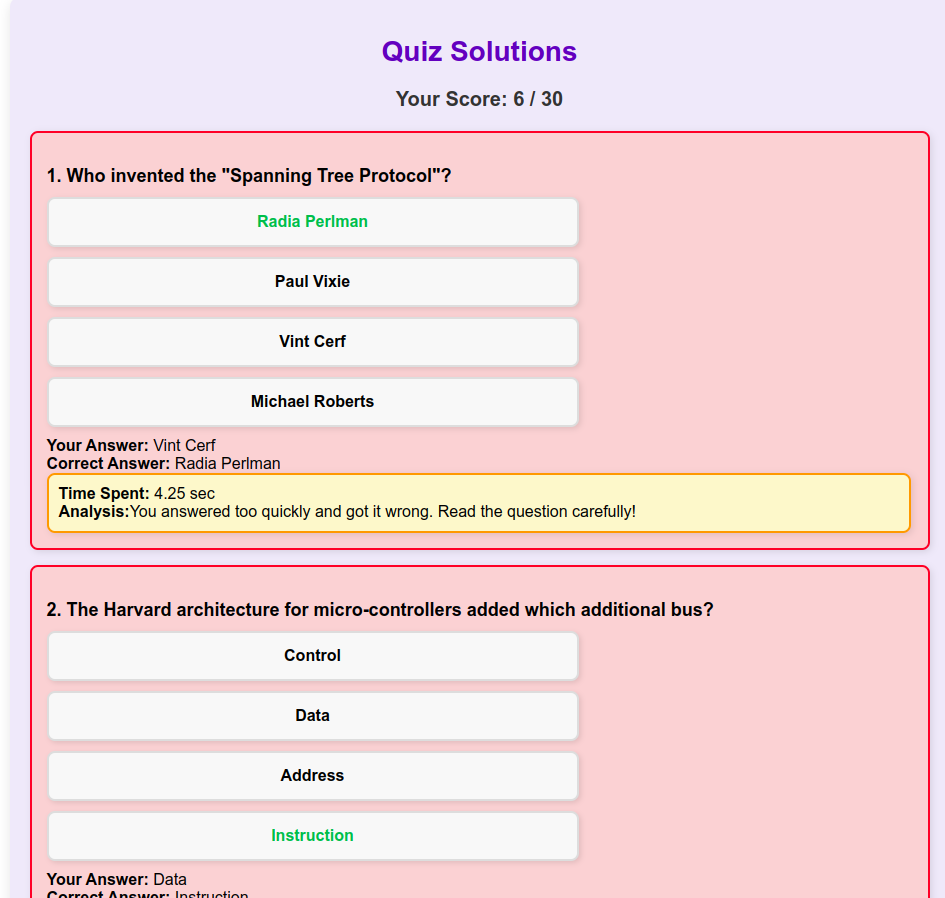 Quiz Solutions
Your Score: 6 / 30
1. Who invented the "Spanning Tree Protocol"?
Radia Perlman
Paul Vixie
Vint Cerf
Michael Roberts
Your Answer: Vint Cerf
Correct Answer: Radia Perlman
Time Spent: 4.25 sec
Analysis:You answered too quickly and got it wrong. Read the question carefully!
2. The Harvard architecture for micro-controllers added which additional bus?
Control
Data
Address
Instruction
Your Answer: Data
Correct Answer: Instruction